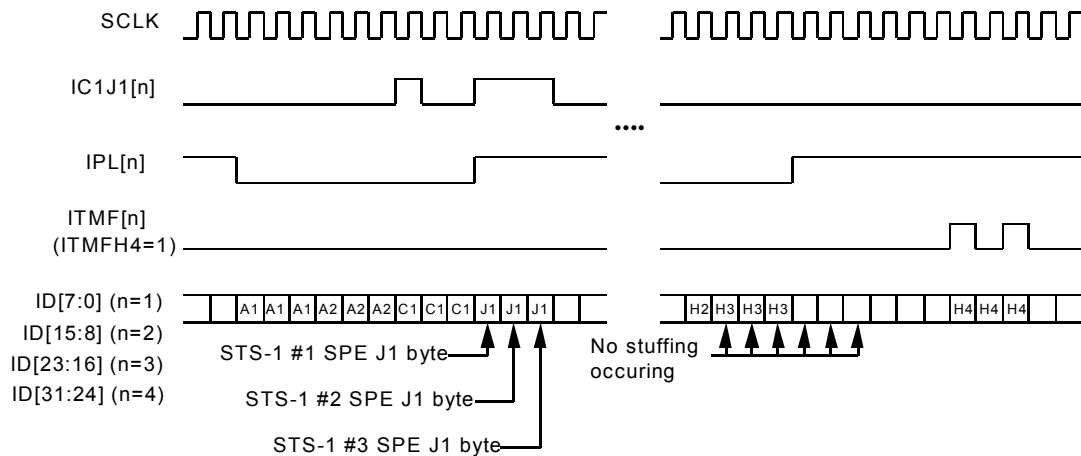 SCLK
IC1J1[n]
....
IPL[n]
ITMF[n]
(ITMFH4=1)
ID[7:0] (n=1)
A1 A1 A1 A2 A2 A2 C1 C1 C1 J1 J1 J1
H2 H3 H3 H3
H4 H4 H4
ID[15:8] (n=2)
ID[23:16] (n=3)
ID[31:24] (n=4)
STS-1 #1 SPE J1 byte
STS-1 #2 SPE J1 byte
STS-1 #3 SPE J1 byte
No stuffing
occuring